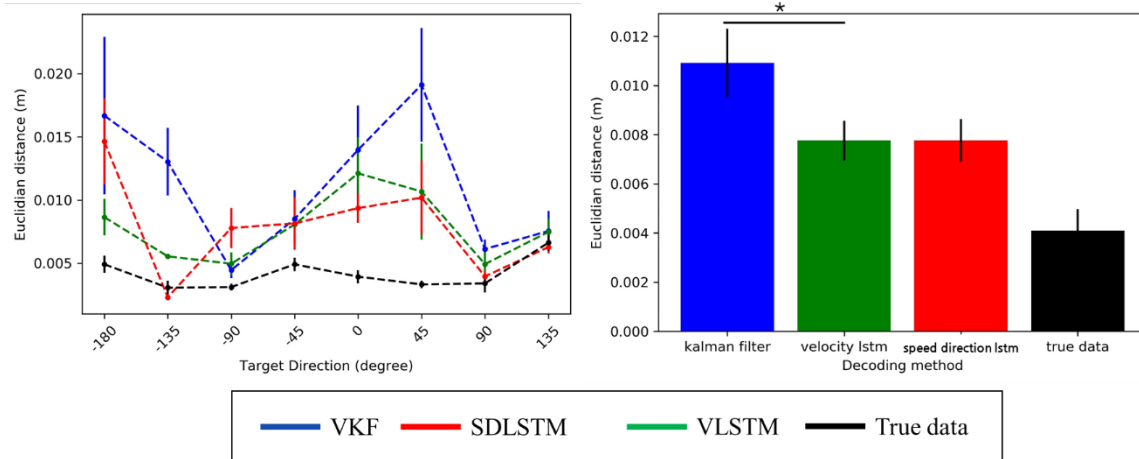 Euclidian distance (m)
0.020
0.015
0.010
0.005
-180
-135
-90
-45
0
45
90
135
Target Direction (degree)
*
Euclidian distance (m)
0.012
0.010
0.008
0.006
0.004
0.002
0.000
kalman filter
velocity lstm
speed direction lstm
true data
Decoding method
VKF
SDLSTM
VLSTM
True data